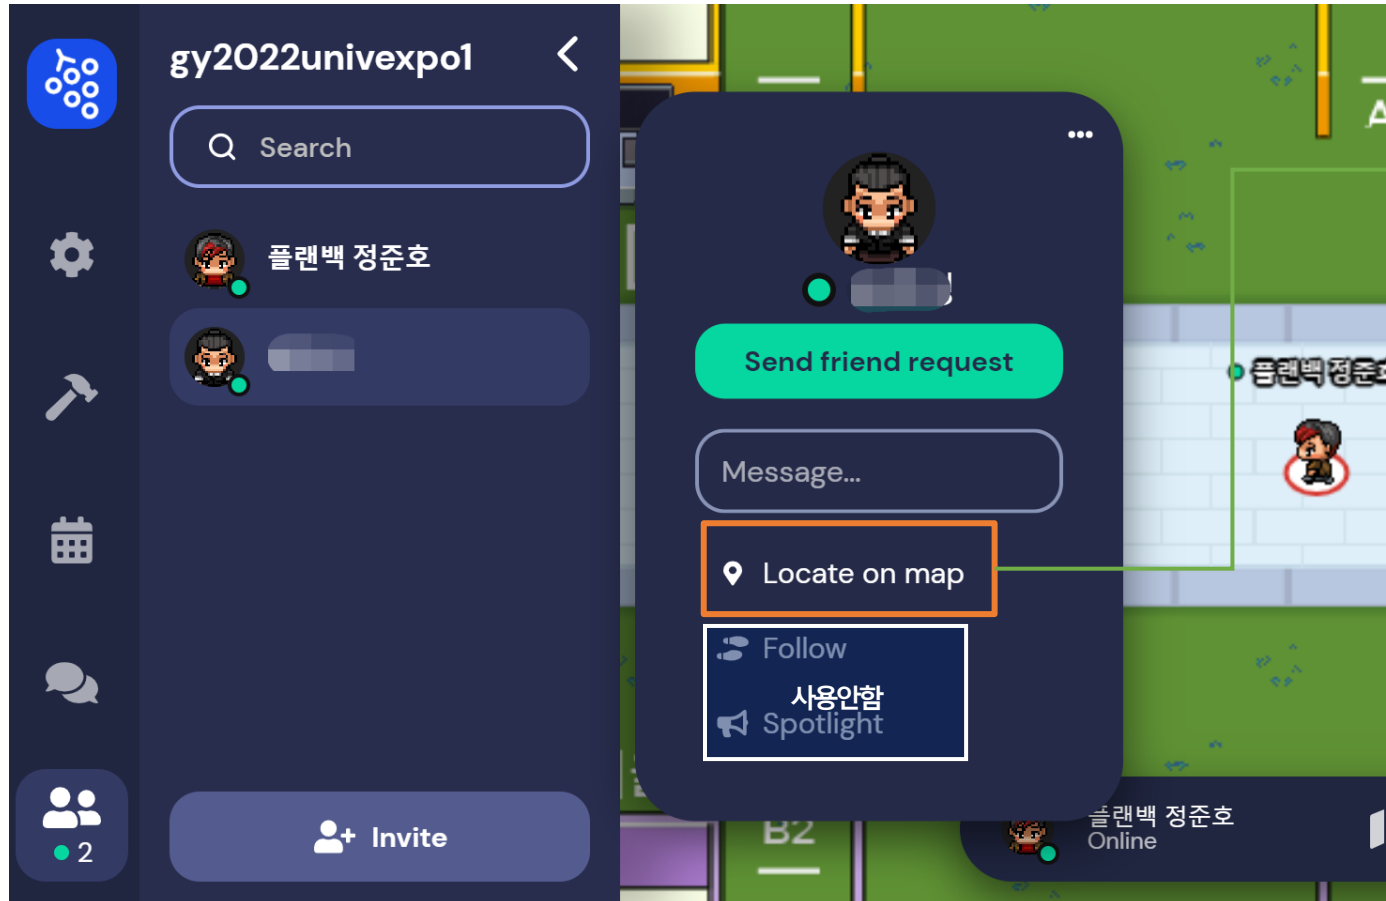 gy2022univexpo1
Search
플랜백 정준호
2
Invite
Send friend request
Message...
Locate on map
Follow
사용안함
Spotlight
플랜백 정준호
B2
플랜백 정준호
Online